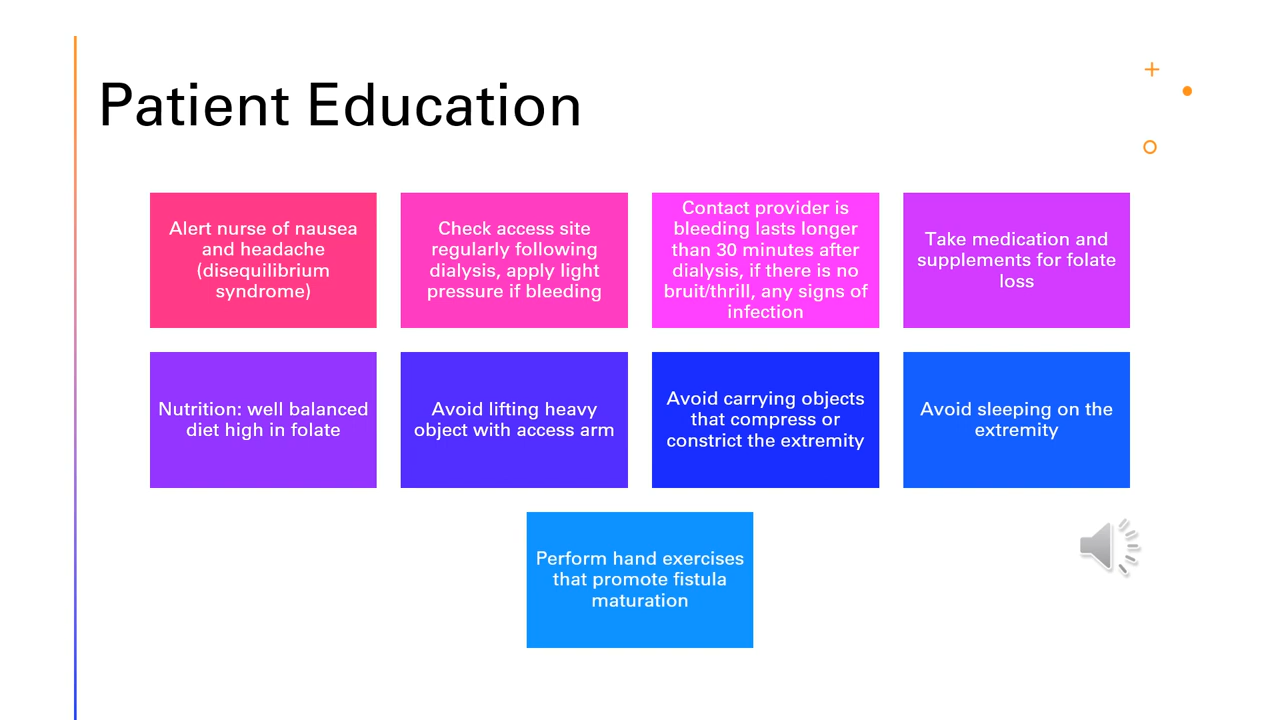 Patient Education
Alert nurse of nausea
and headache
(disequilibrium
syndrome)
Check access site
regularly following
dialysis, apply light
pressure if bleeding
Contact provider is
bleeding lasts longer
than 30 minutes after
dialysis, if there is no
bruit/thrill, any signs of
infection
Take medication and
supplements for folate
loss
Nutrition: well balanced
diet high in folate
Avoid lifting heavy
object with access arm
Avoid carrying objects
that compress or
constrict the extremity
Avoid sleeping on the
extremity
Perform hand exercises
that promote fistula
maturation